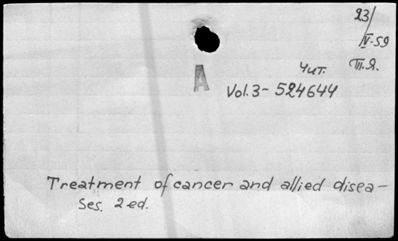 23/
IV-59
Чит. П.Я.
A
Vol.3- 524644
Treatment of cancer and allied disea-
ses. 2 ed.